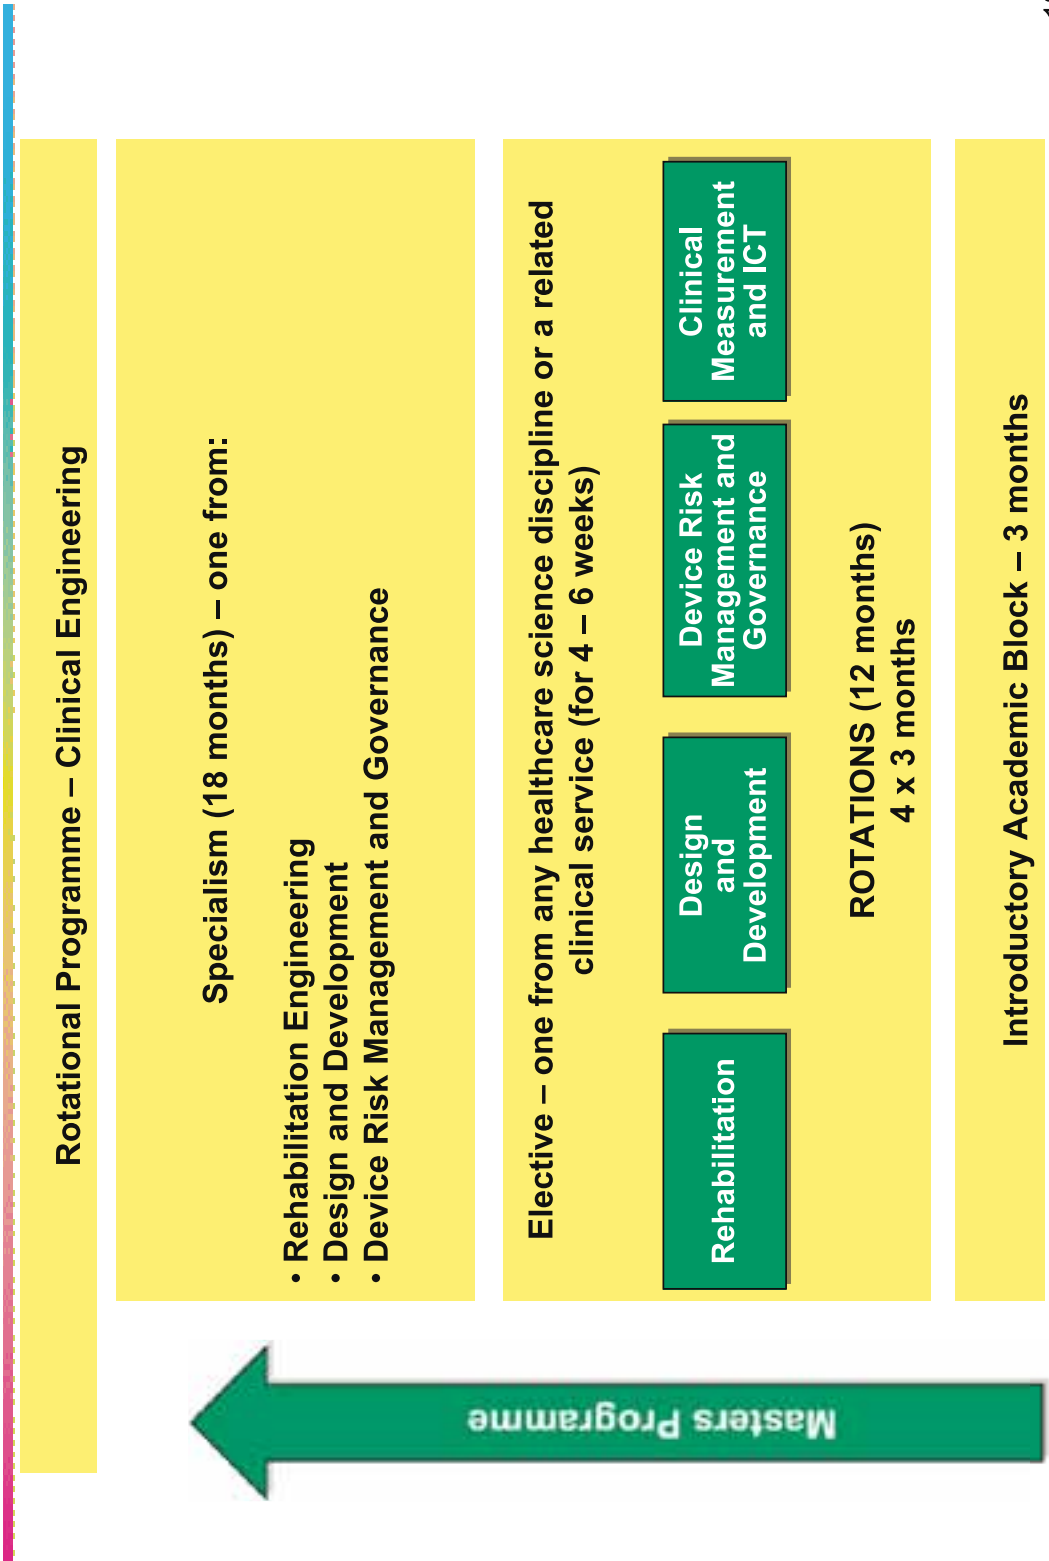 Rotational Programme – Clinical Engineering
Specialism (18 months) – one from:
• Rehabilitation Engineering
• Design and Development
• Device Risk Management and Governance
Elective – one from any healthcare science discipline or a related
clinical service (for 4 – 6 weeks)
Rehabilitation
Design
and
Development
Device Risk
Management and
Governance
Clinical
Measurement
and ICT
ROTATIONS (12 months)
4 x 3 months
Introductory Academic Block – 3 months
Masters Programme